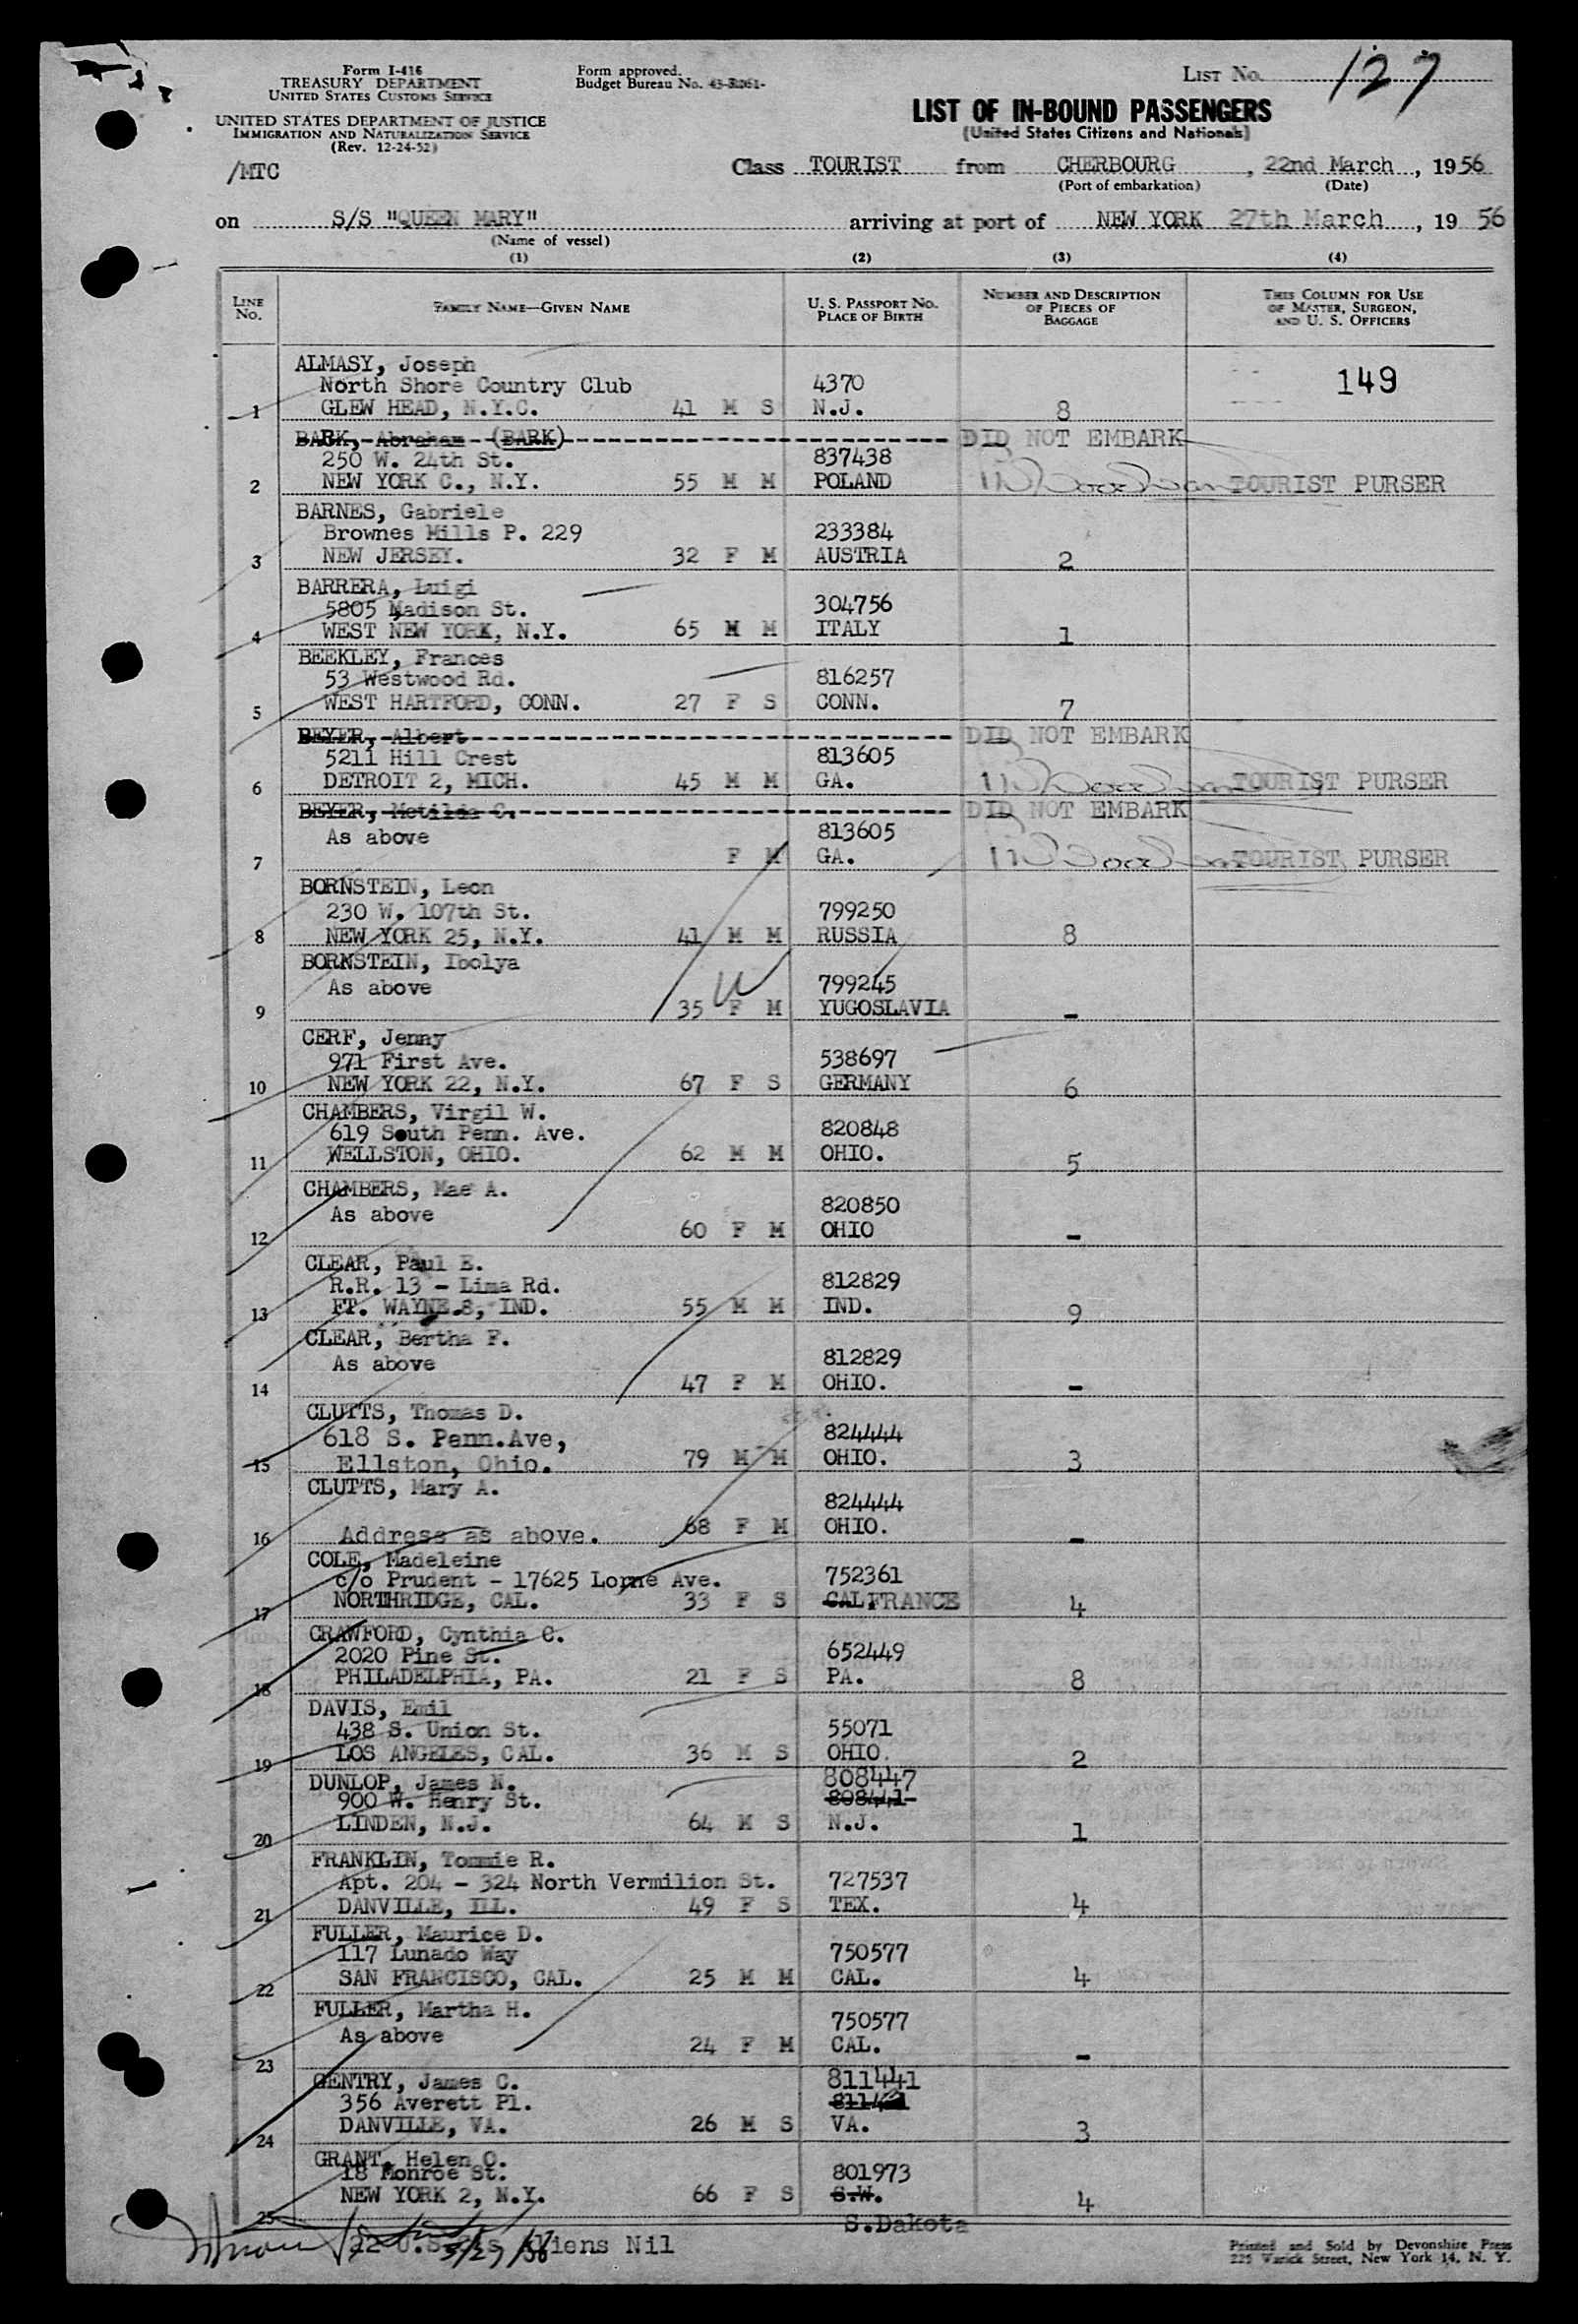 Form I-416
TREASURY DEPARTMENT
UNITED STATES CUSTOMS SERVICE
UNITED STATES DEPARTMENT OF JUSTICE
IMMIGRATION AND NATURALIZATION SERVICE
(Rev. 12-24-52)
/MTC
Form approved.
Budget Bureau No.
LIST No. 127
LIST OF IN-BOUND PASSENGERS
(United States Citizens and Nationals)
Class TOURIST from CHERBOURG, 22nd March, 1956
(Port of embarkation) (Date)
on S/S "QUEEN MARY" arriving at port of NEW YORK 27th March, 19 56
(Name of vessel)
(1) (2) (3) (4)
LINE No. FAMILY NAME—GIVEN NAME U. S. PASSPORT No. PLACE OF BIRTH NUMBER AND DESCRIPTION OF PIECES OF BAGGAGE THIS COLUMN FOR USE OF MASTER, SURGEON, AND U. S. OFFICERS
ALMASY, Joseph
North Shore Country Club 4370 149
1 GLEW HEAD, N.Y.C. 41 M S N.J. 8
BARK, Abraham (BARK) DID NOT EMBARK
250 W. 24th St. 837438
2 NEW YORK C., N.Y. 55 M M POLAND TOURIST PURSER
BARNES, Gabriele
Brownes Mills P. 229 233384
3 NEW JERSEY. 32 F M AUSTRIA 2
BARRERA, Luigi
5805 Madison St. 304756
4 WEST NEW YORK, N.Y. 65 M M ITALY 1
BEEKLEY, Frances
53 Westwood Rd. 816257
5 WEST HARTFORD, CONN. 27 F S CONN. 7
BEYER, Albert DID NOT EMBARK
5211 Hill Crest 813605
6 DETROIT 2, MICH. 45 M M GA. TOURIST PURSER
BEYER, Metilda C. DID NOT EMBARK
As above 813605
7 F M GA. TOURIST PURSER
BORNSTEIN, Leon
230 W. 107th St. 799250
8 NEW YORK 25, N.Y. 41 M M RUSSIA 8
BORNSTEIN, Ibolya
As above 799245
9 35 F M YUGOSLAVIA -
CERF, Jenny
971 First Ave. 538697
10 NEW YORK 22, N.Y. 67 F S GERMANY 6
CHAMBERS, Virgil W.
619 South Penn. Ave. 820848
11 WELLSTON, OHIO. 62 M M OHIO. 5
CHAMBERS, Mae A.
As above 820850
12 60 F M OHIO -
CLEAR, Paul E.
R.R. 13 - Lima Rd. 812829
13 FT. WAYNE 8, IND. 55 M M IND. 9
CLEAR, Bertha F.
As above 812829
14 47 F M OHIO. -
CLUTTS, Thomas D.
618 S. Penn.Ave, 824444
15 Ellston, Ohio. 79 M M OHIO. 3
CLUTTS, Mary A.
824444
16 Address as above. 68 F M OHIO. -
COLE, Madeleine
c/o Prudent - 17625 Lorne Ave. 752361
17 NORTHRIDGE, CAL. 33 F S CAL. FRANCE 4
CRAWFORD, Cynthia C.
2020 Pine St. 652449
18 PHILADELPHIA, PA. 21 F S PA. 8
DAVIS, Emil
438 S. Union St. 55071
19 LOS ANGELES, CAL. 36 M S OHIO. 2
DUNLOP, James N. 808447
900 W. Henry St. 808441
20 LINDEN, N.J. 64 M S N.J. 1
FRANKLIN, Tommie R.
Apt. 204 - 324 North Vermilion St. 727537
21 DANVILLE, ILL. 49 F S TEX. 4
FULLER, Maurice D.
117 Lunado Way 750577
22 SAN FRANCISCO, CAL. 25 M M CAL. 4
FULLER, Martha H.
As above 750577
23 24 F M CAL. -
GENTRY, James C. 811441
356 Averett Pl.
24 DANVILLE, VA. 26 M S VA. 3
GRANT, Helen O.
18 Monroe St. 801973
25 NEW YORK 2, N.Y. 66 F S S.W. 4
S.Dakota
22 U.S. Aliens Nil
3/27/56
Printed and Sold by Devonshire Press
225 Varick Street, New York 14, N. Y.